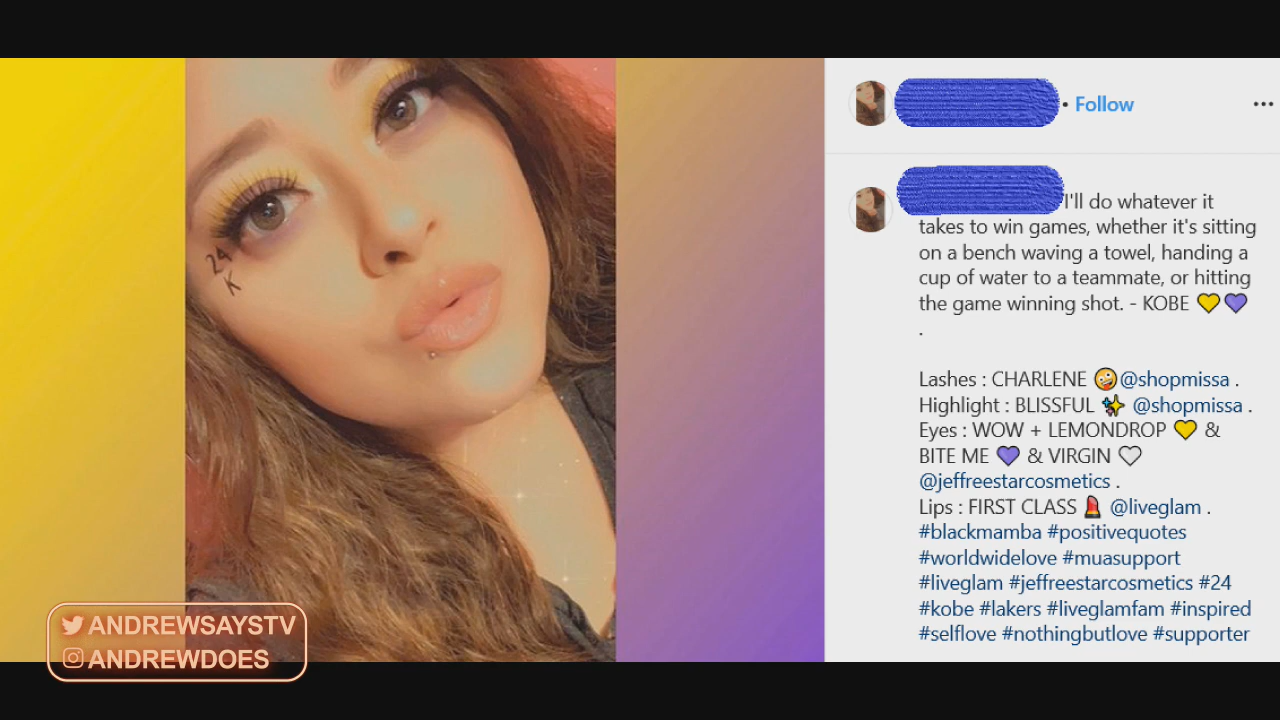 24
K
• Follow
I'll do whatever it
takes to win games, whether it's sitting
on a bench waving a towel, handing a
cup of water to a teammate, or hitting
the game winning shot. - KOBE 💛💜
.
Lashes : CHARLENE 🤪@shopmissa .
Highlight : BLISSFUL ✨ @shopmissa .
Eyes : WOW + LEMONDROP 💛 &
BITE ME 💜 & VIRGIN 🤍
@jeffreestarcosmetics .
Lips : FIRST CLASS 💄 @liveglam .
#blackmamba #positivequotes
#worldwidelove #muasupport
#liveglam #jeffreestarcosmetics #24
#kobe #lakers #liveglamfam #inspired
#selflove #nothingbutlove #supporter
ANDREWSAYSTV
ANDREWDOES